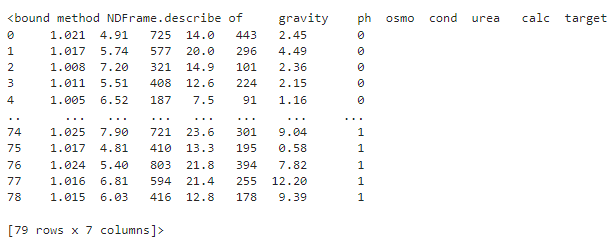 <bound method NDFrame.describe of     gravity    ph  osmo  cond  urea   calc  target
0     1.021  4.91   725  14.0   443   2.45       0
1     1.017  5.74   577  20.0   296   4.49       0
2     1.008  7.20   321  14.9   101   2.36       0
3     1.011  5.51   408  12.6   224   2.15       0
4     1.005  6.52   187   7.5    91   1.16       0
..      ...   ...   ...   ...   ...    ...     ...
74    1.025  7.90   721  23.6   301   9.04       1
75    1.017  4.81   410  13.3   195   0.58       1
76    1.024  5.40   803  21.8   394   7.82       1
77    1.016  6.81   594  21.4   255  12.20       1
78    1.015  6.03   416  12.8   178   9.39       1
[79 rows x 7 columns]>